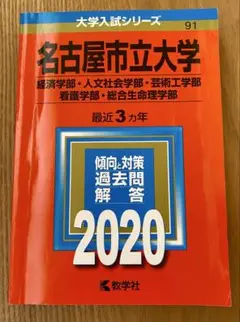 大学入試シリーズ
91
名古屋市立大学
経済学部・人文社会学部・芸術工学部
看護学部・総合生命理学部
最近3カ年
傾向と対策
過去問
解答
2020
教学社